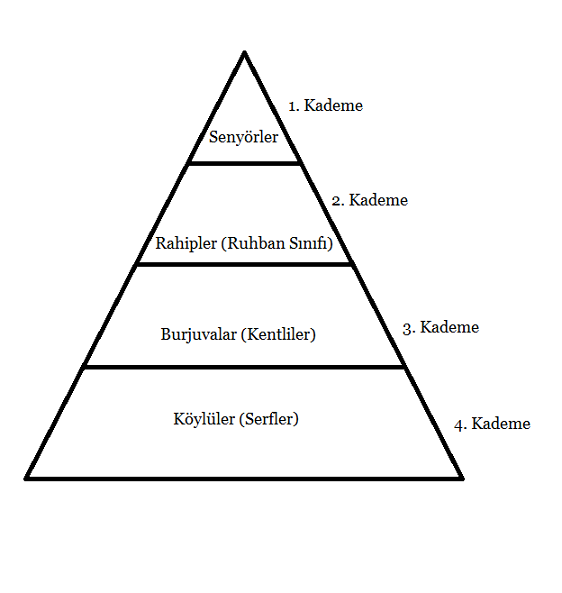 1. Kademe
Senyörler
2. Kademe
Rahipler (Ruhban Sınıfı)
3. Kademe
Burjuvalar (Kentliler)
Köylüler (Serfler)
4. Kademe